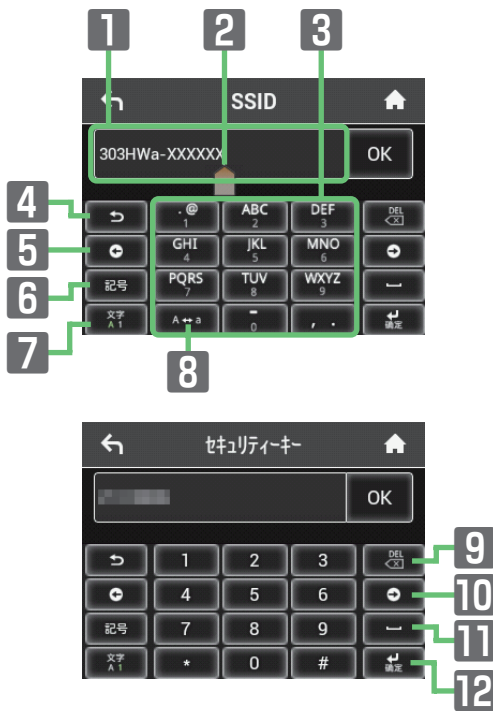 1 2 3
SSID
303HWa-XXXXXX OK
4 .@ ABC DEF DEL
1 2 3
5 GHI JKL MNO
4 5 6
6 記号 PQRS TUV WXYZ
7 8 9
7 文字 A↔a - , .
A 1 0 確定
8
セキュリティーキー
OK
1 2 3 DEL 9
4 5 6 10
記号 7 8 9 11
文字 * 0 # 確定 12
A 1